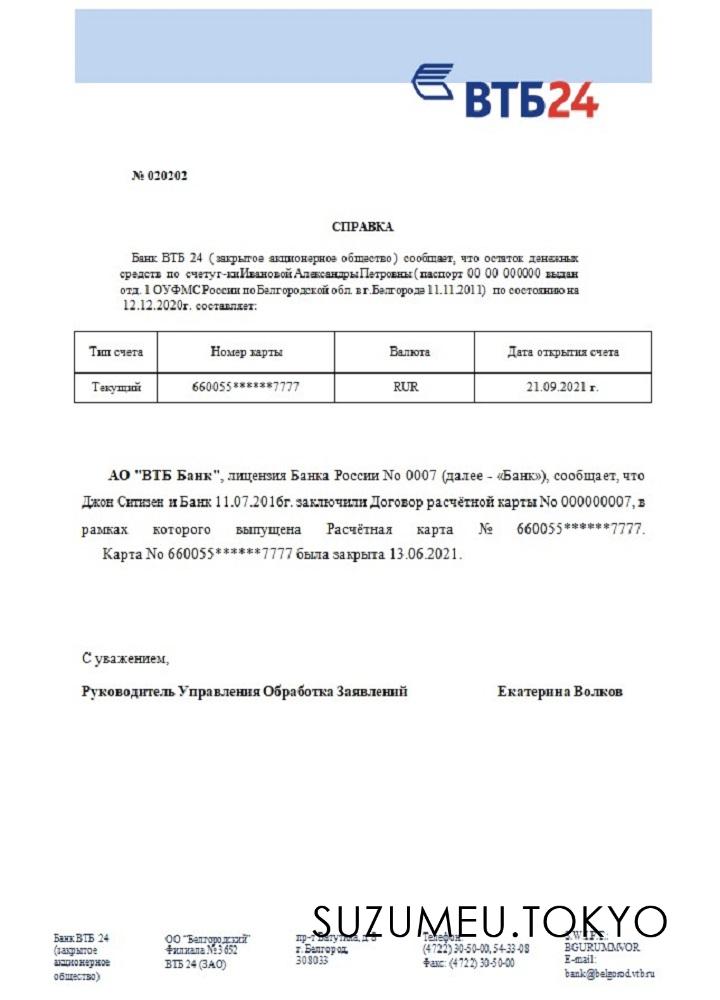 ВТБ24
№ 020202
СПРАВКА
Банк ВТБ 24 (закрытое акционерное общество) сообщает, что остаток денежных
средств по счету г-ки Ивановой Александры Петровны (паспорт 00 00 000000 выдан
отд. 1 ОУФМС России по Белгородской обл. в г.Белгороде 11.11.2011) по состоянию на
12.12.2020г. составляет:
Тип счета Номер карты Валюта Дата открытия счета
Текущий 660055******7777 RUR 21.09.2021 г.
АО "ВТБ Банк", лицензия Банка России No 0007 (далее - «Банк»), сообщает, что
Джон Ситизен и Банк 11.07.2016г. заключили Договор расчётной карты No 000000007, в
рамках которого выпущена Расчётная карта № 660055******7777.
Карта No 660055******7777 была закрыта 13.06.2021.
С уважением,
Руководитель Управления Обработка Заявлений Екатерина Волков
SUZUMEU.TOKYO
Банк ВТБ 24 ОО "Белгородский" пр-т Ватутина, д 8 Телефон:
(закрытое Филиала №3652 г. Белгород, (4722) 30-50-00, 54-33-08 BGURUMMVOR
акционерное ВТБ 24 (ЗАО) 308033 Факс: (4722) 30-50-00 E-mail:
общество) bank@belgorod.vtb.ru